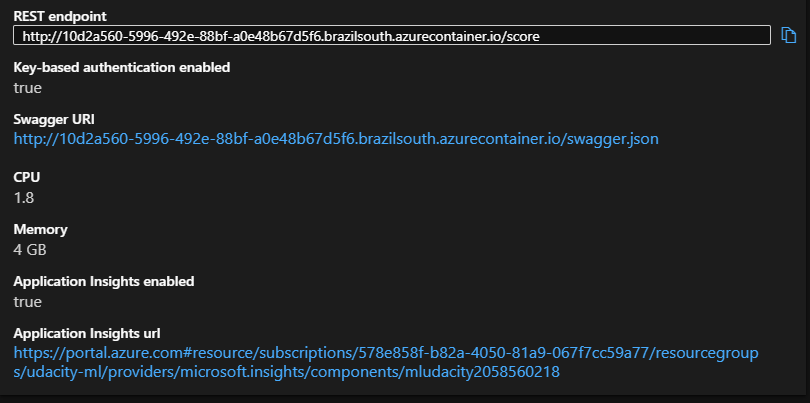 REST endpoint
http://10d2a560-5996-492e-88bf-a0e48b67d5f6.brazilsouth.azurecontainer.io/score
Key-based authentication enabled
true
Swagger URI
http://10d2a560-5996-492e-88bf-a0e48b67d5f6.brazilsouth.azurecontainer.io/swagger.json
CPU
1.8
Memory
4 GB
Application Insights enabled
true
Application Insights url
https://portal.azure.com#resource/subscriptions/578e858f-b82a-4050-81a9-067f7cc59a77/resourcegroup
s/udacity-ml/providers/microsoft.insights/components/mludacity2058560218